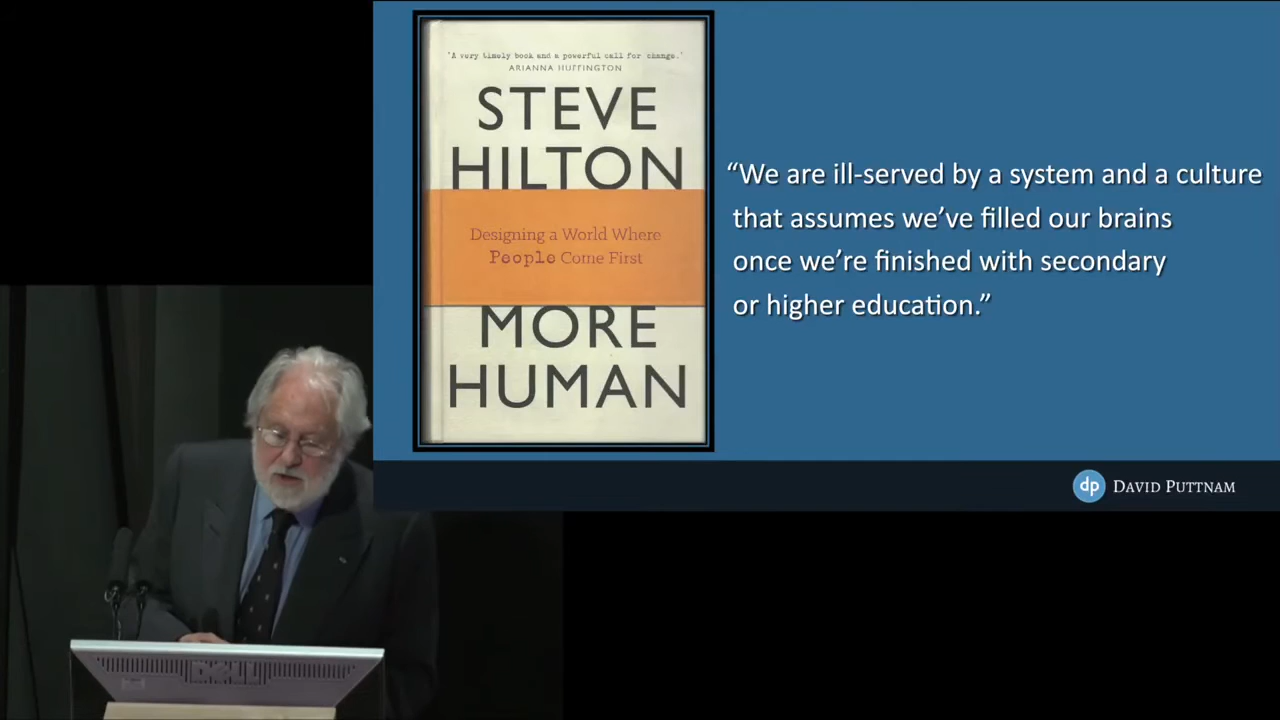 'A very timely book and a powerful call for change.'
ARIANNA HUFFINGTON
STEVE
HILTON
Designing a World Where
People Come First
MORE
HUMAN
“We are ill-served by a system and a culture
that assumes we’ve filled our brains
once we’re finished with secondary
or higher education.”
dp DAVID PUTTNAM
DELL